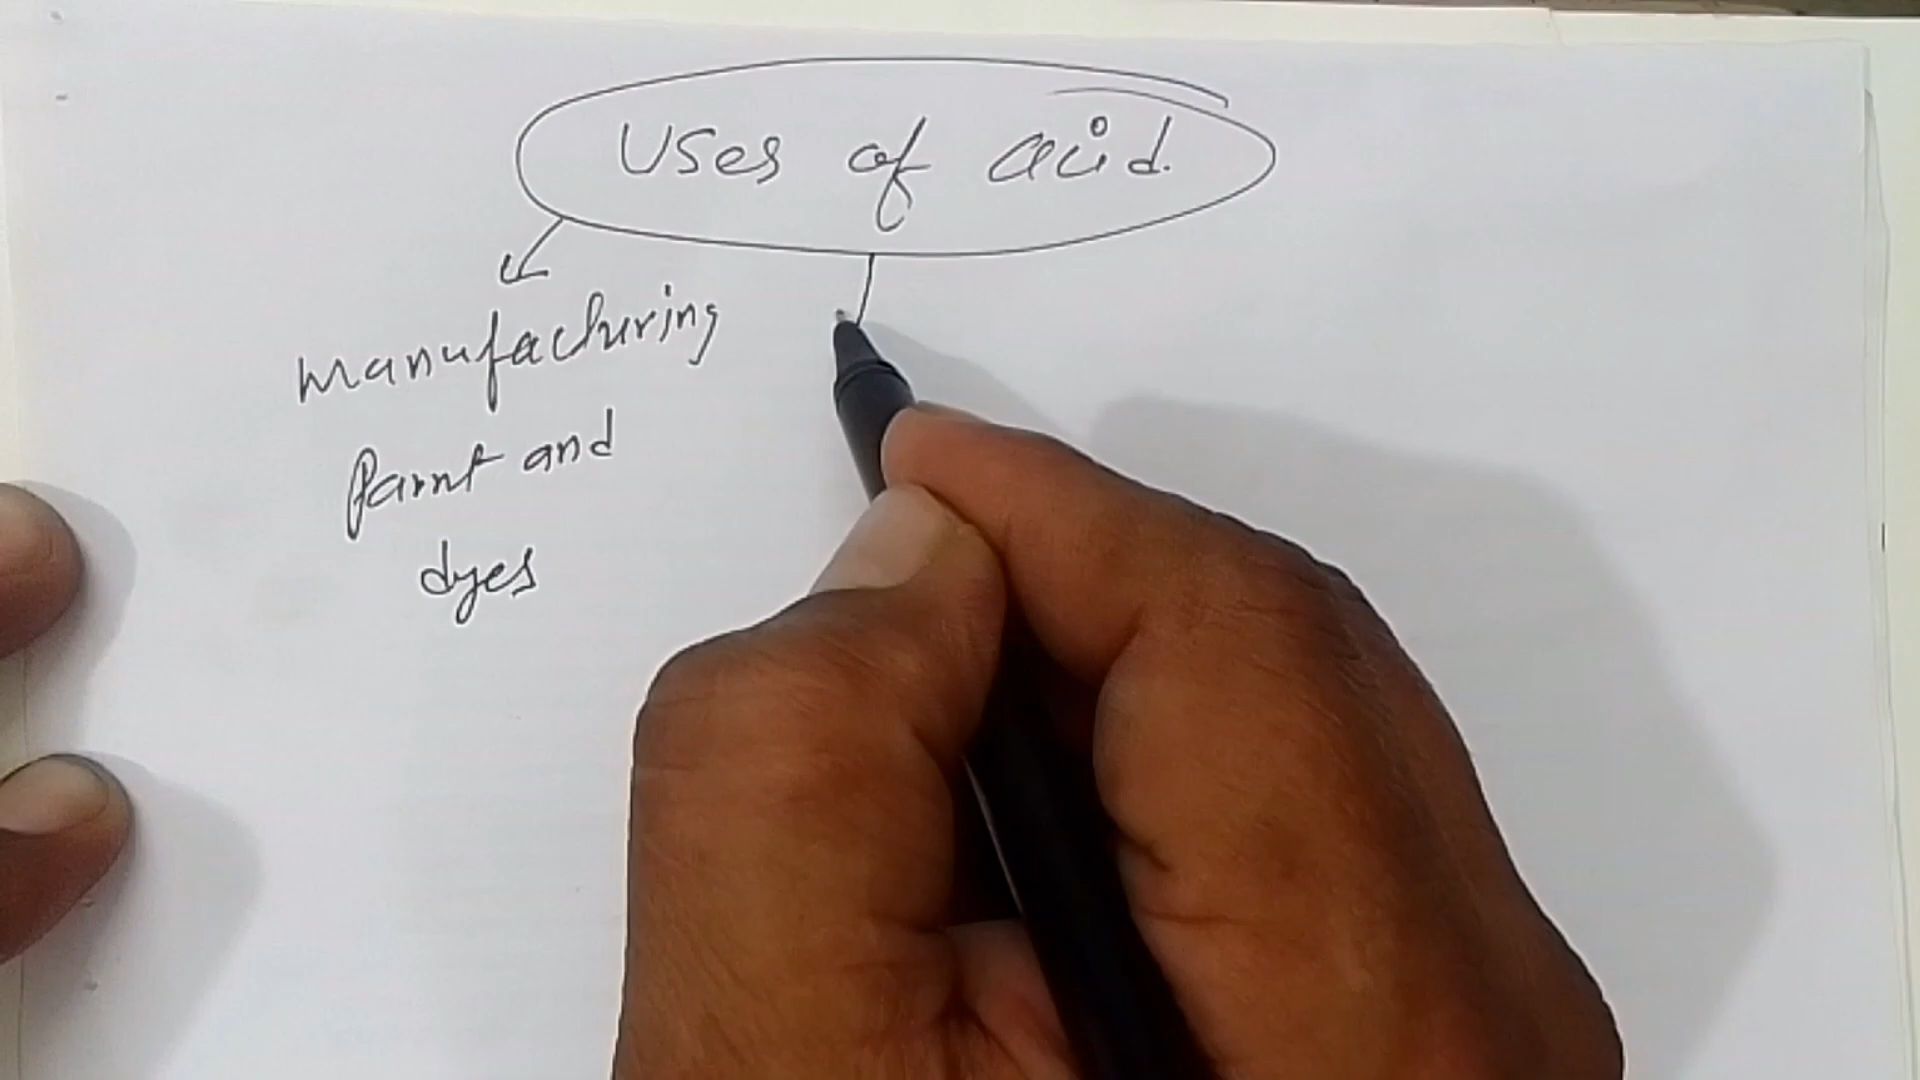 Uses of acid.
manufacturing
Paint and
dyes